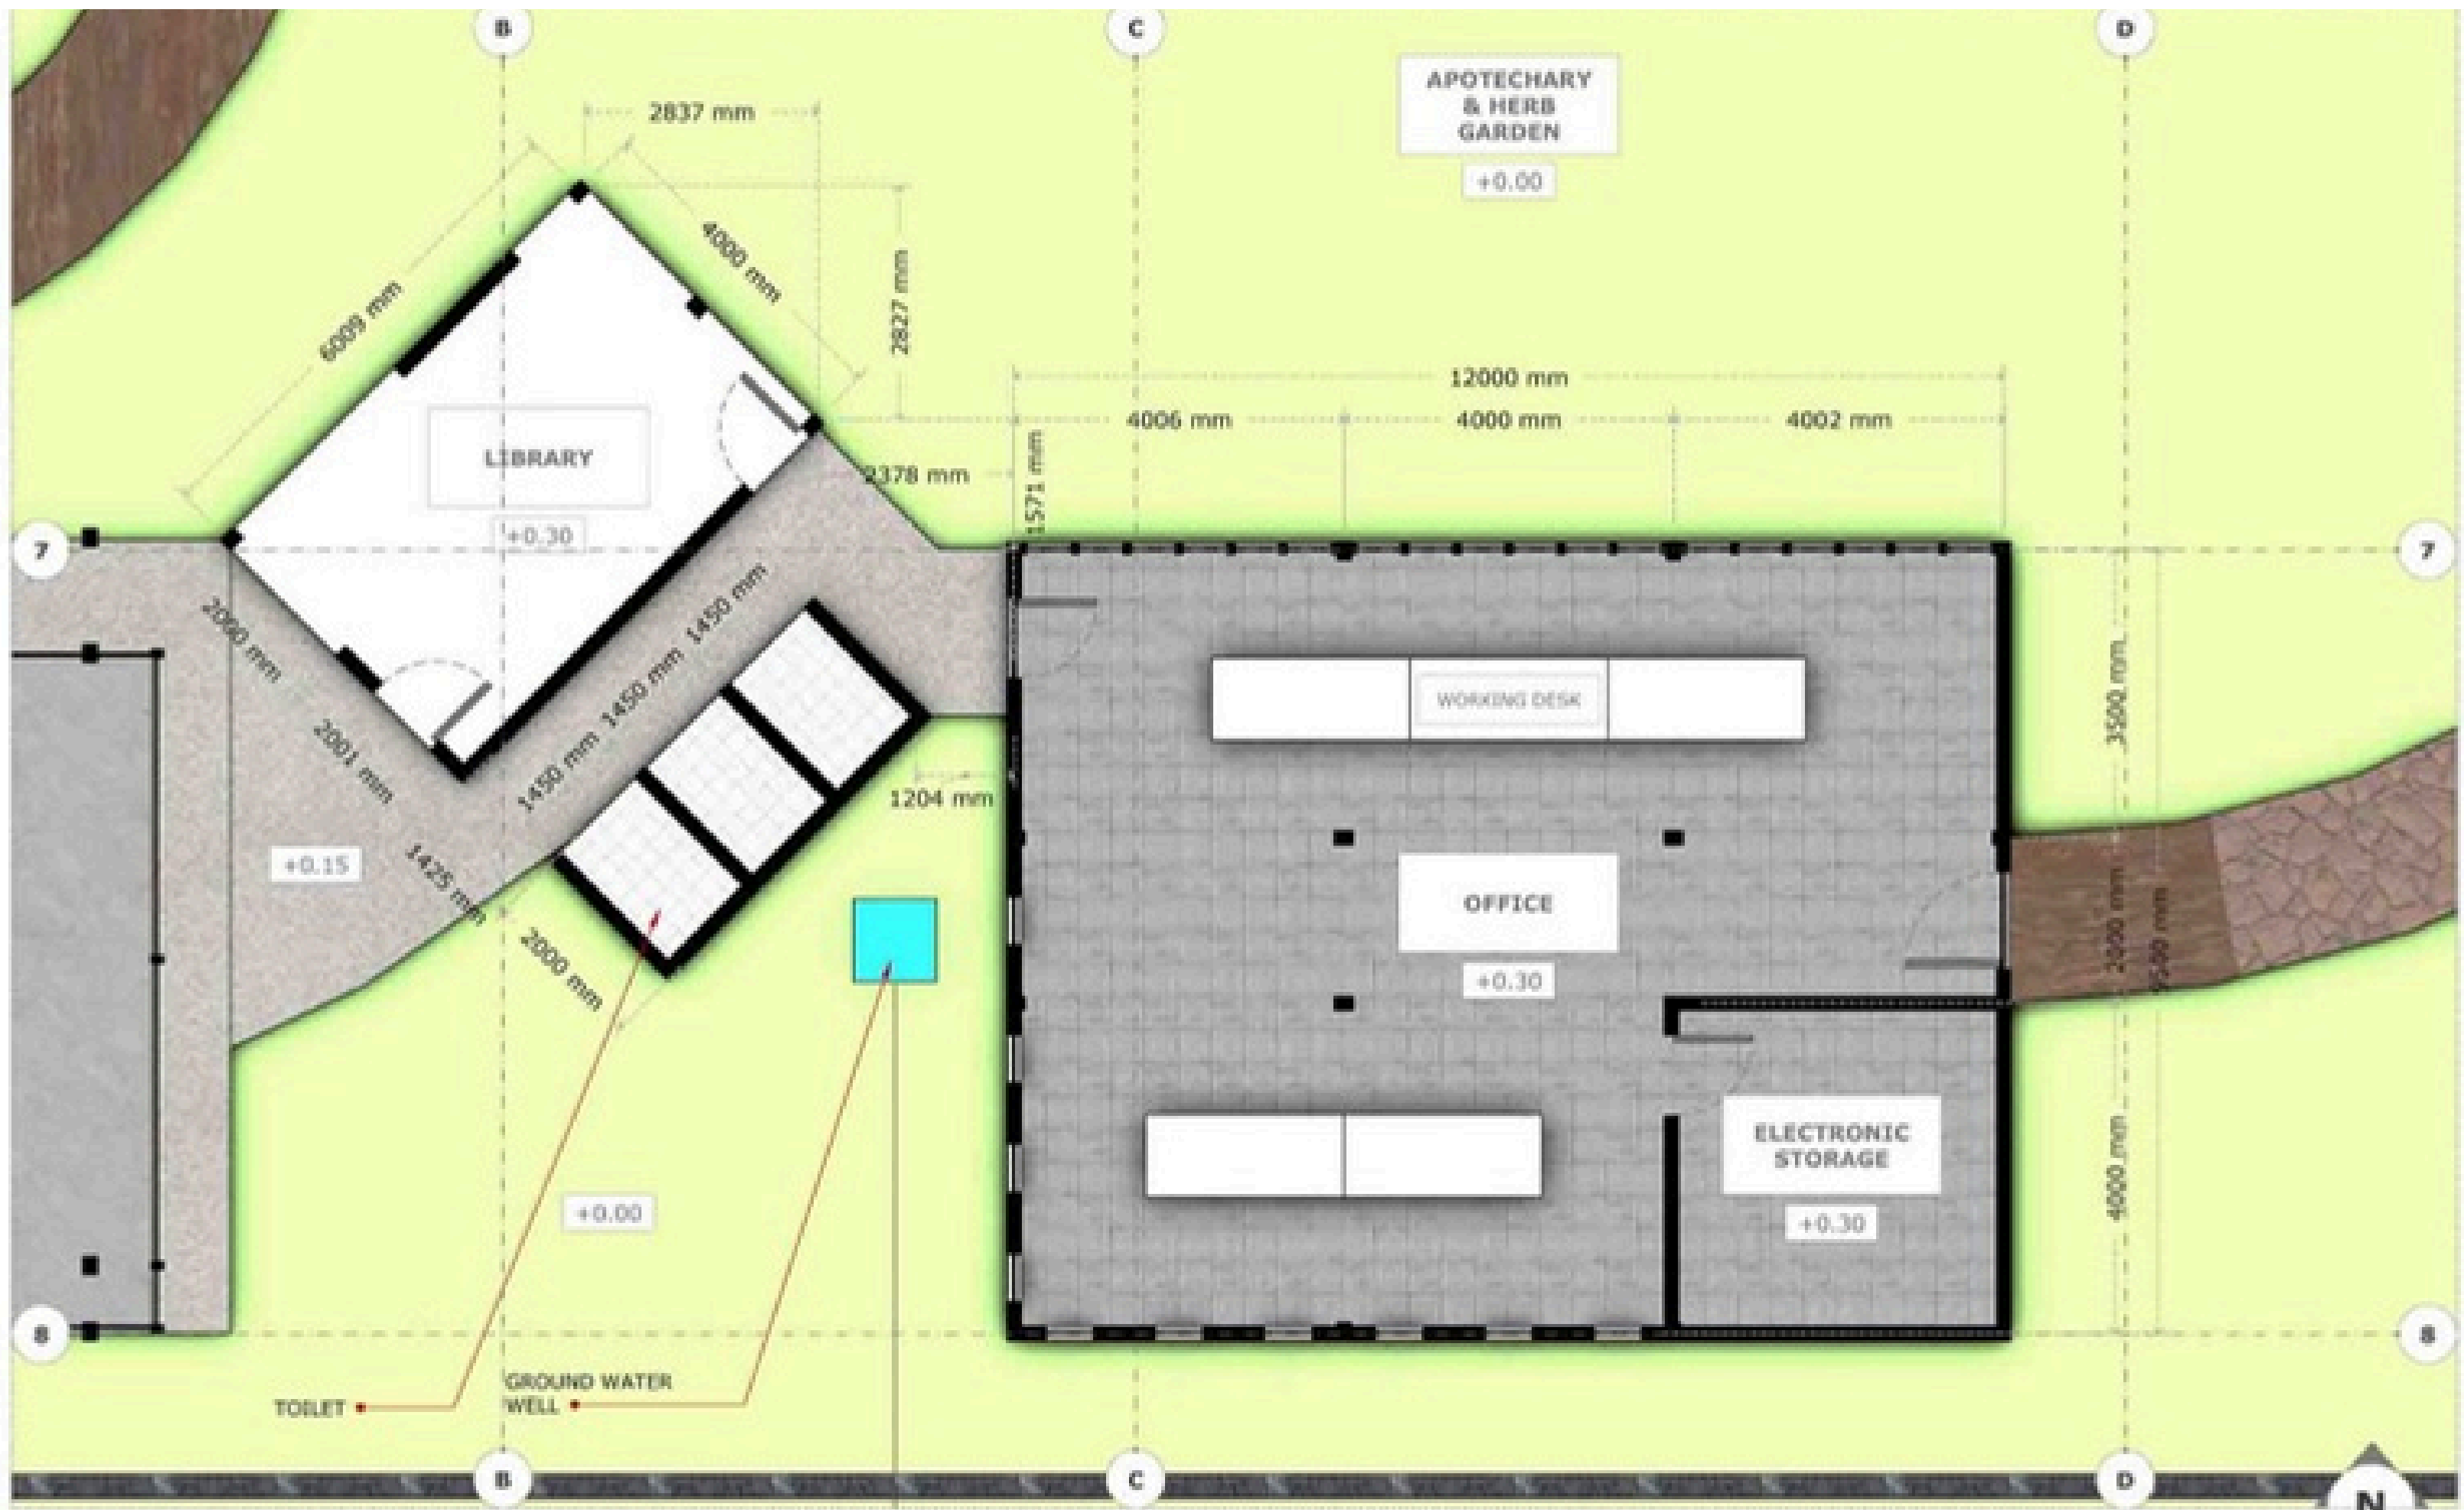 B
C
D
APOTECHARY
& HERB
GARDEN
+0.00
2837 mm
4000 mm
2827 mm
6009 mm
12000 mm
4006 mm
4000 mm
4002 mm
2378 mm
1571 mm
LIBRARY
+0.30
7
7
2000 mm
2001 mm
1425 mm
2000 mm
1450 mm
1450 mm
1450 mm
1204 mm
+0.15
WORKING DESK
OFFICE
+0.30
3500 mm
2000 mm
9500 mm
4000 mm
ELECTRONIC
STORAGE
+0.30
+0.00
8
8
TOILET
GROUND WATER
WELL
B
C
D
N